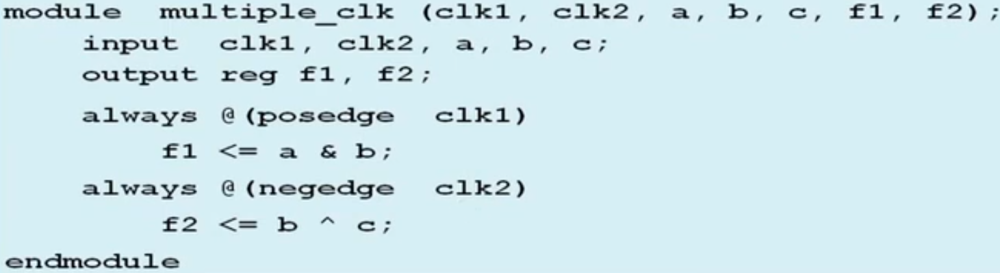 module multiple_clk (clk1, clk2, a, b, c, f1, f2);
input clk1, clk2, a, b, c;
output reg f1, f2;
always @(posedge clk1)
f1 <= a & b;
always @(negedge clk2)
f2 <= b ^ c;
endmodule